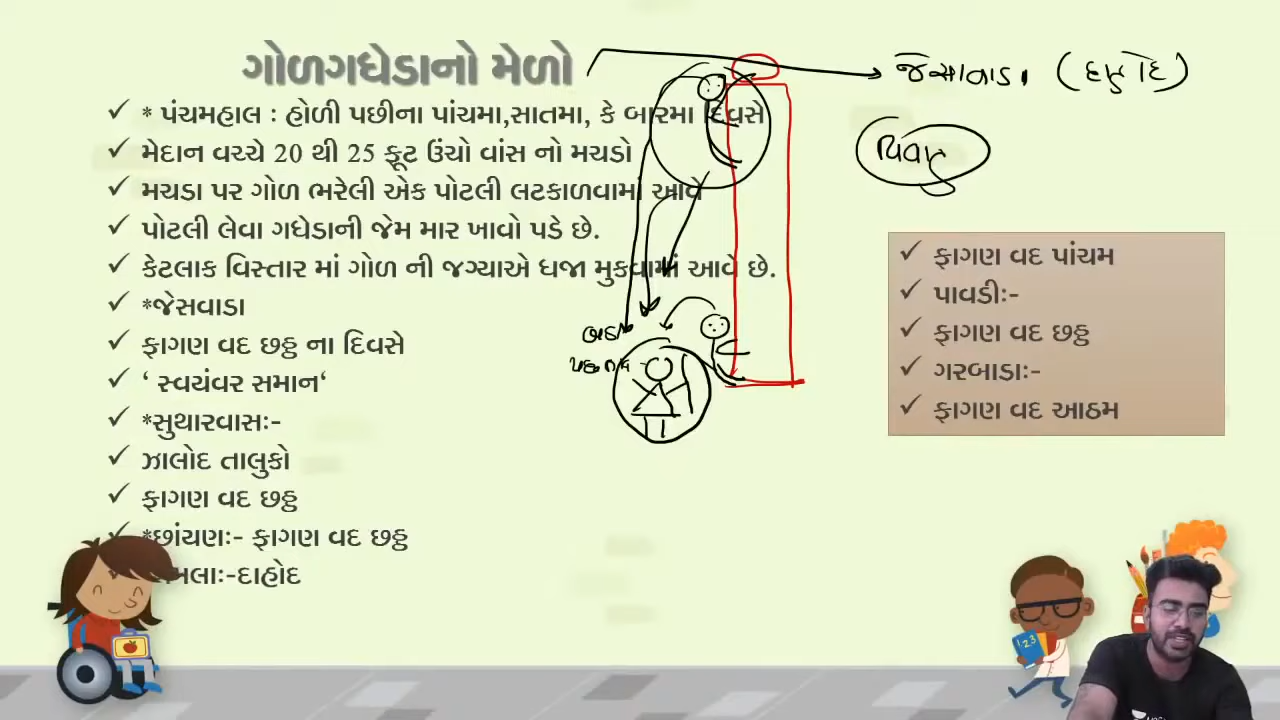 ગોળગધેડાનો મેળો
✓ * પંચમહાલ : હોળી પછીના પાંચમા,સાતમા, કે બારમા દિવસે
✓ મેદાન વચ્ચે 20 થી 25 ફૂટ ઉંચો વાંસ નો મચડો
✓ મચડા પર ગોળ ભરેલી એક પોટલી લટકાળવામાં આવે
✓ પોટલી લેવા ગધેડાની જેમ માર ખાવો પડે છે.
✓ કેટલાક વિસ્તાર માં ગોળ ની જગ્યાએ ધજા મુકવામાં આવે છે.
✓ *જેસવાડા
✓ ફાગણ વદ છઠ્ઠ ના દિવસે
✓ ‘ સ્વયંવર સમાન‘
✓ *સુથારવાસઃ-
✓ ઝાલોદ તાલુકો
✓ ફાગણ વદ છઠ્ઠ
✓ *છાંયણઃ- ફાગણ વદ છઠ્ઠ
દાહોદ
જેસાવાડા
✓ ફાગણ વદ પાંચમ
✓ પાવડીઃ-
✓ ફાગણ વદ છઠ્ઠ
✓ ગરબાડાઃ-
✓ ફાગણ વદ આઠમ